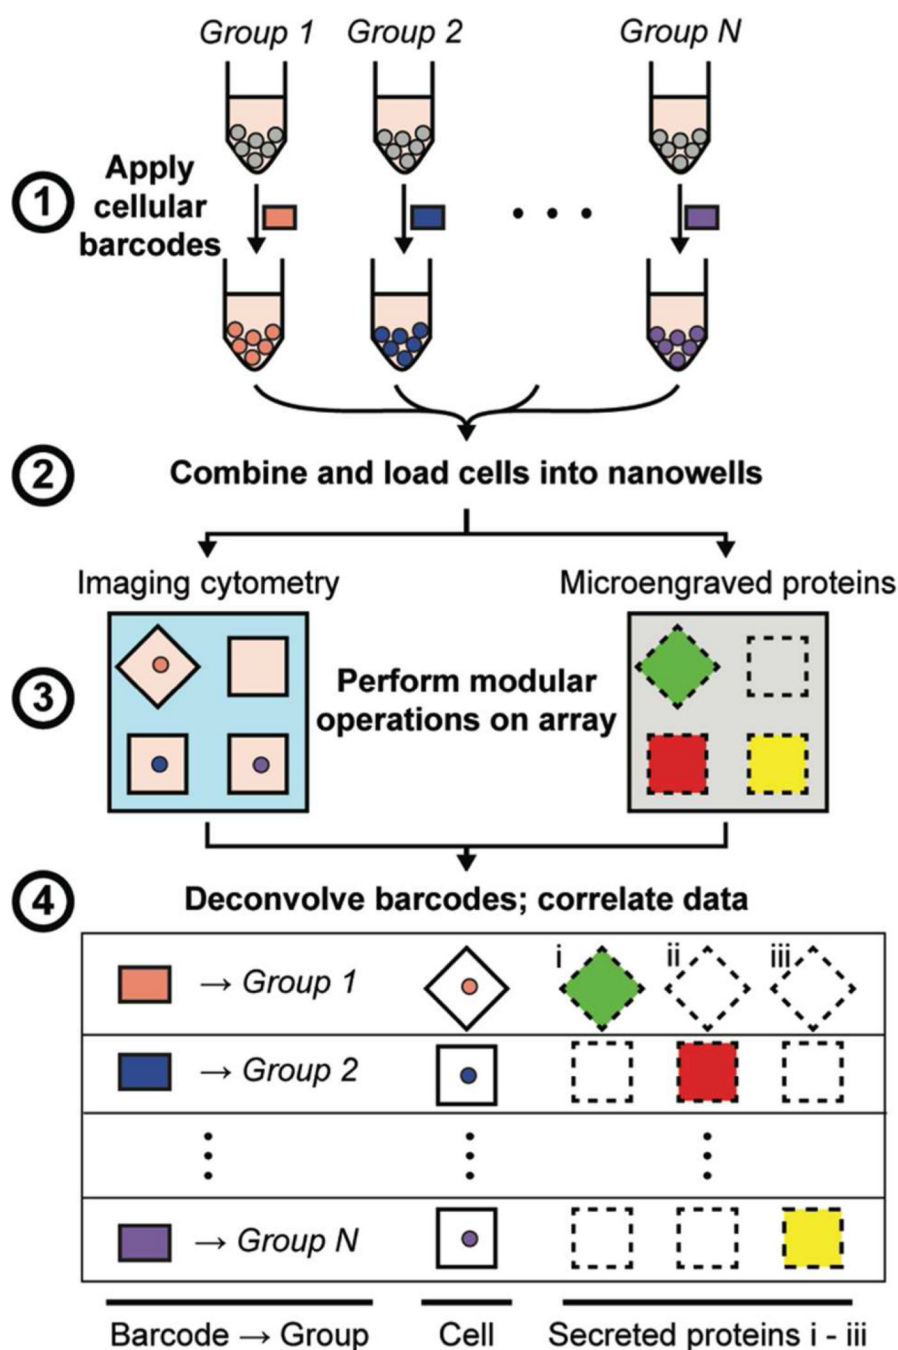 Group 1 Group 2 Group N
1
Apply
cellular
barcodes
• • •
2
Combine and load cells into nanowells
Imaging cytometry
Microengraved proteins
3
Perform modular
operations on array
4
Deconvolve barcodes; correlate data
→ Group 1
i ii iii
→ Group 2
→ Group N
Barcode → Group
Cell
Secreted proteins i - iii